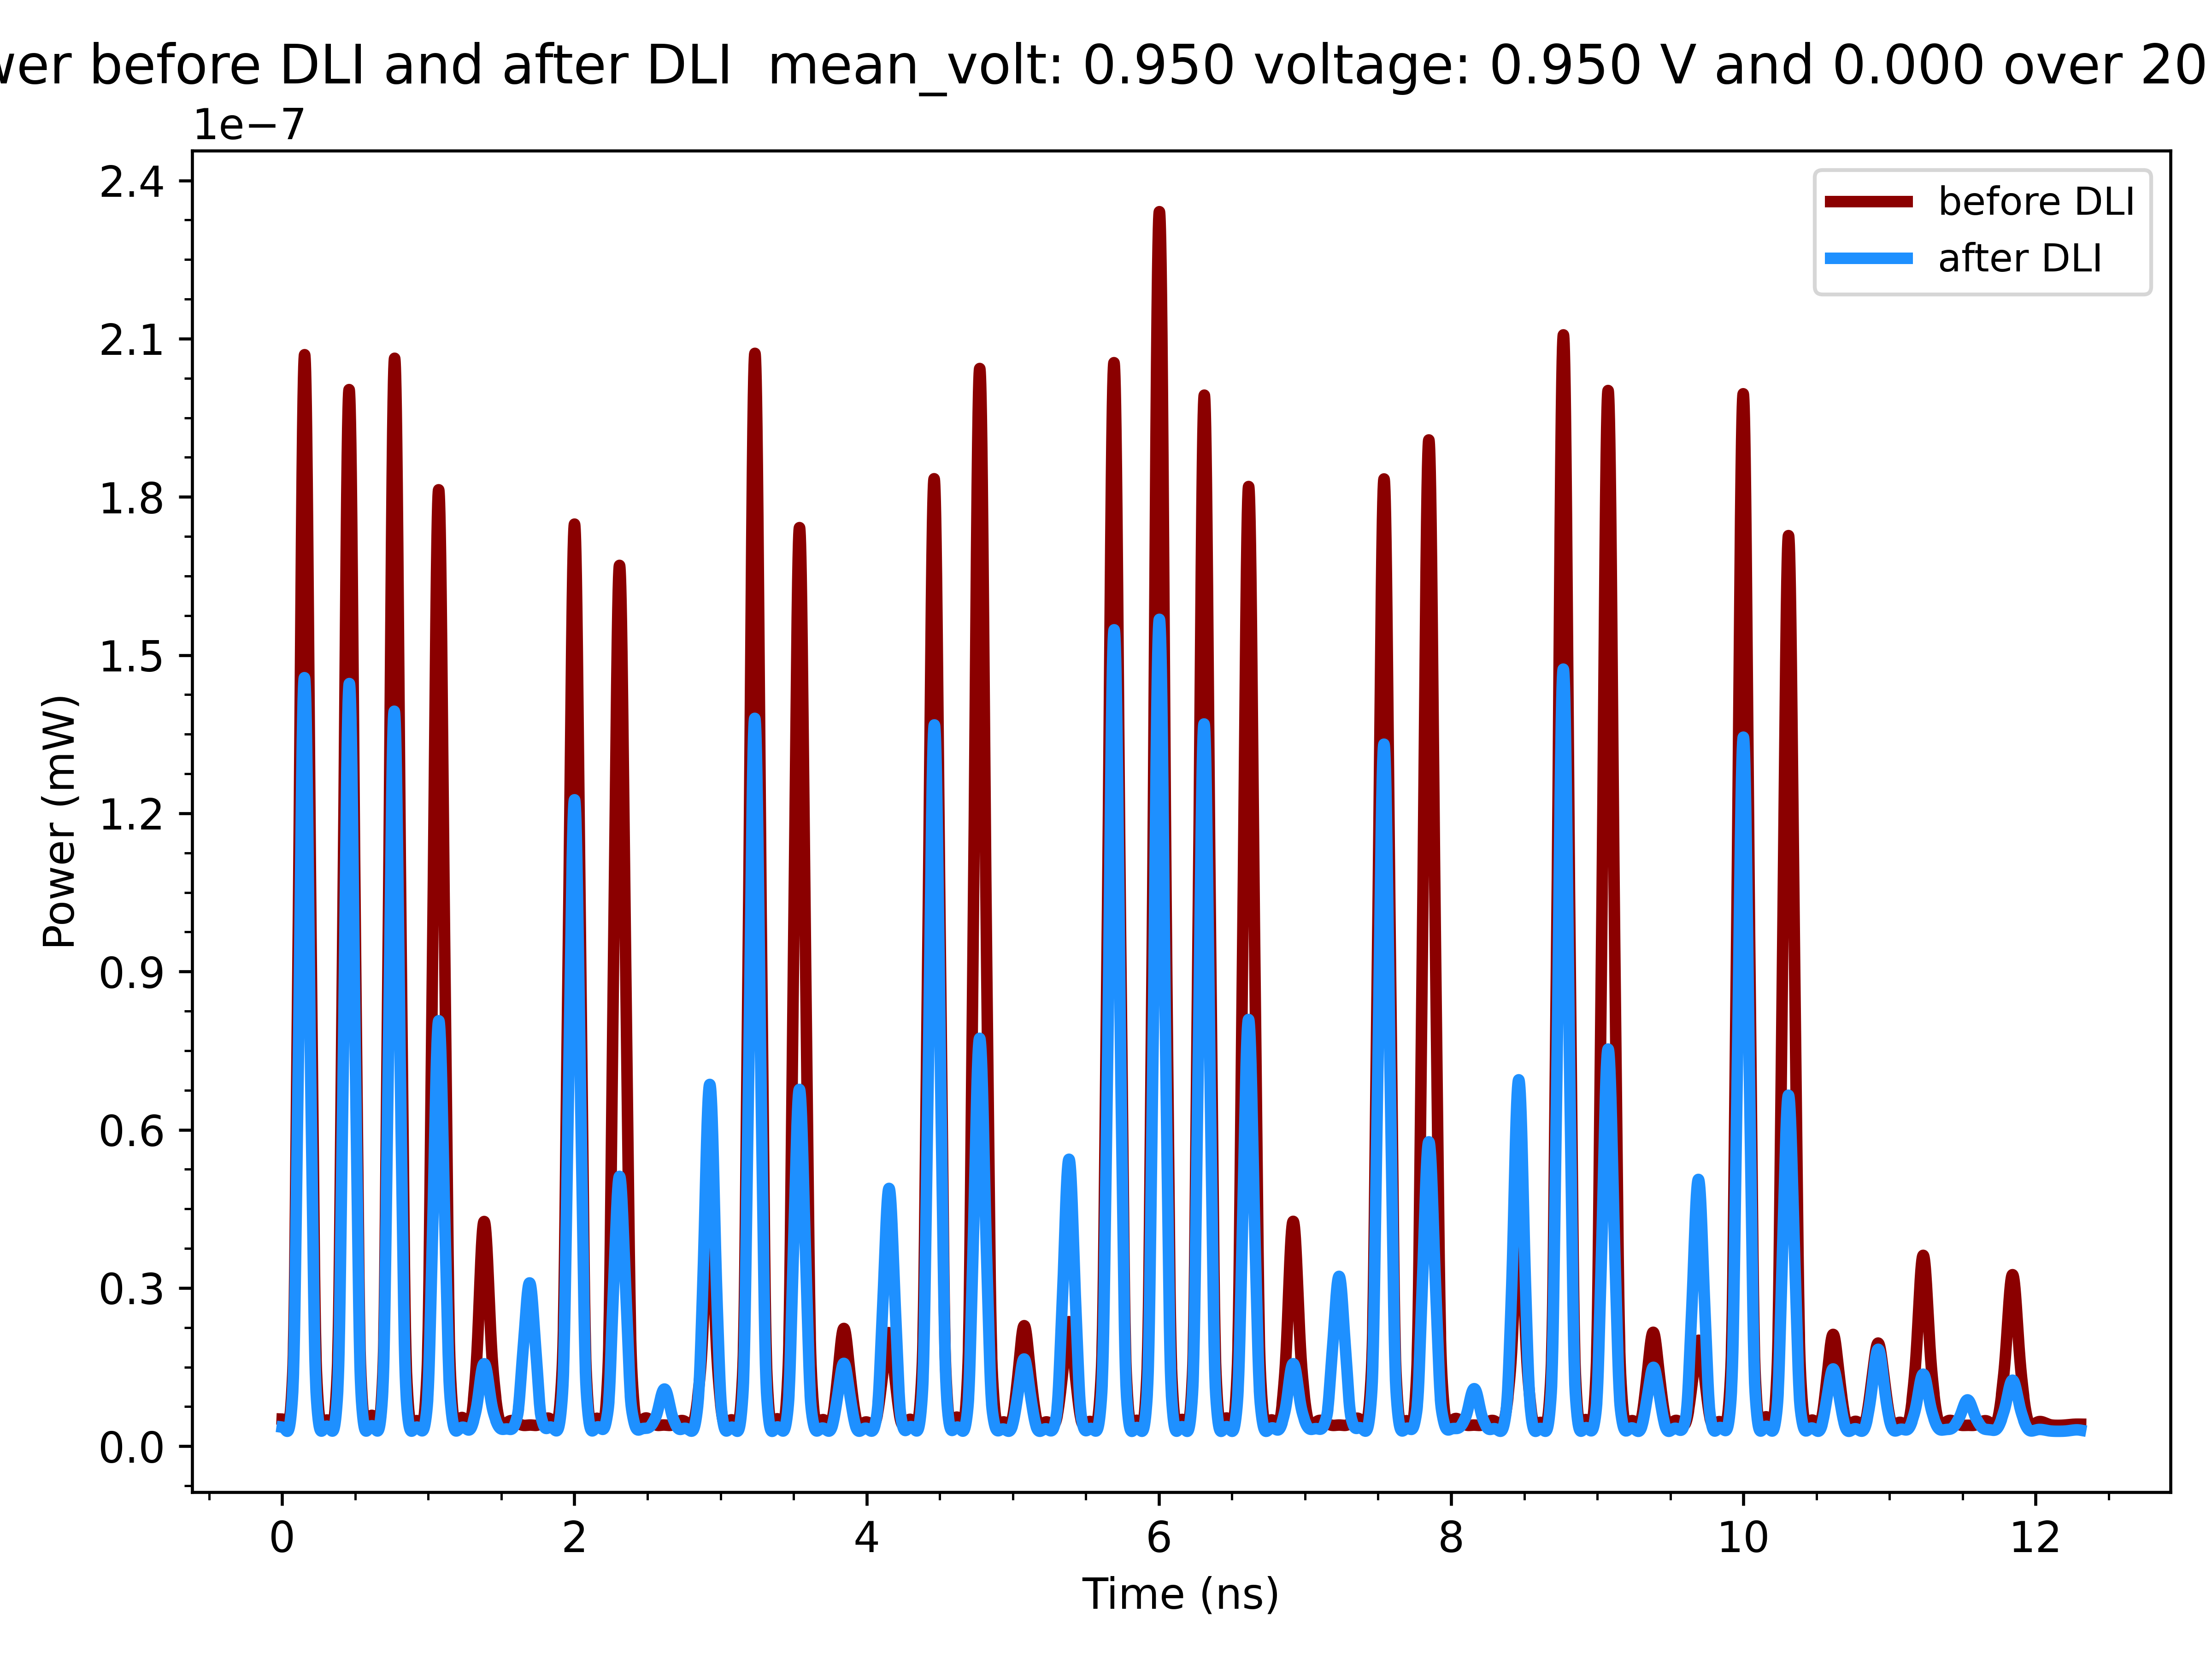 before DLI and after DLI mean_volt: 0.950 voltage: 0.950 V and 0.000 over 20
1e−7
2.4
2.1
1.8
1.5
1.2
0.9
0.6
0.3
0.0
Power (mW)
before DLI
after DLI
0 2 4 6 8 10 12
Time (ns)